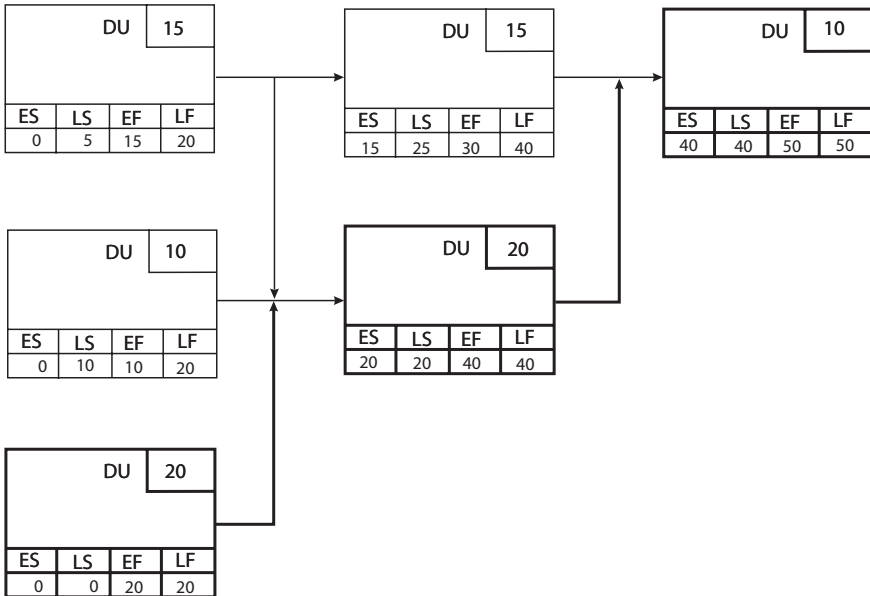 DU 15
ES LS EF LF
0 5 15 20
DU 15
ES LS EF LF
15 25 30 40
DU 10
ES LS EF LF
40 40 50 50
DU 10
ES LS EF LF
0 10 10 20
DU 20
ES LS EF LF
20 20 40 40
DU 20
ES LS EF LF
0 0 20 20